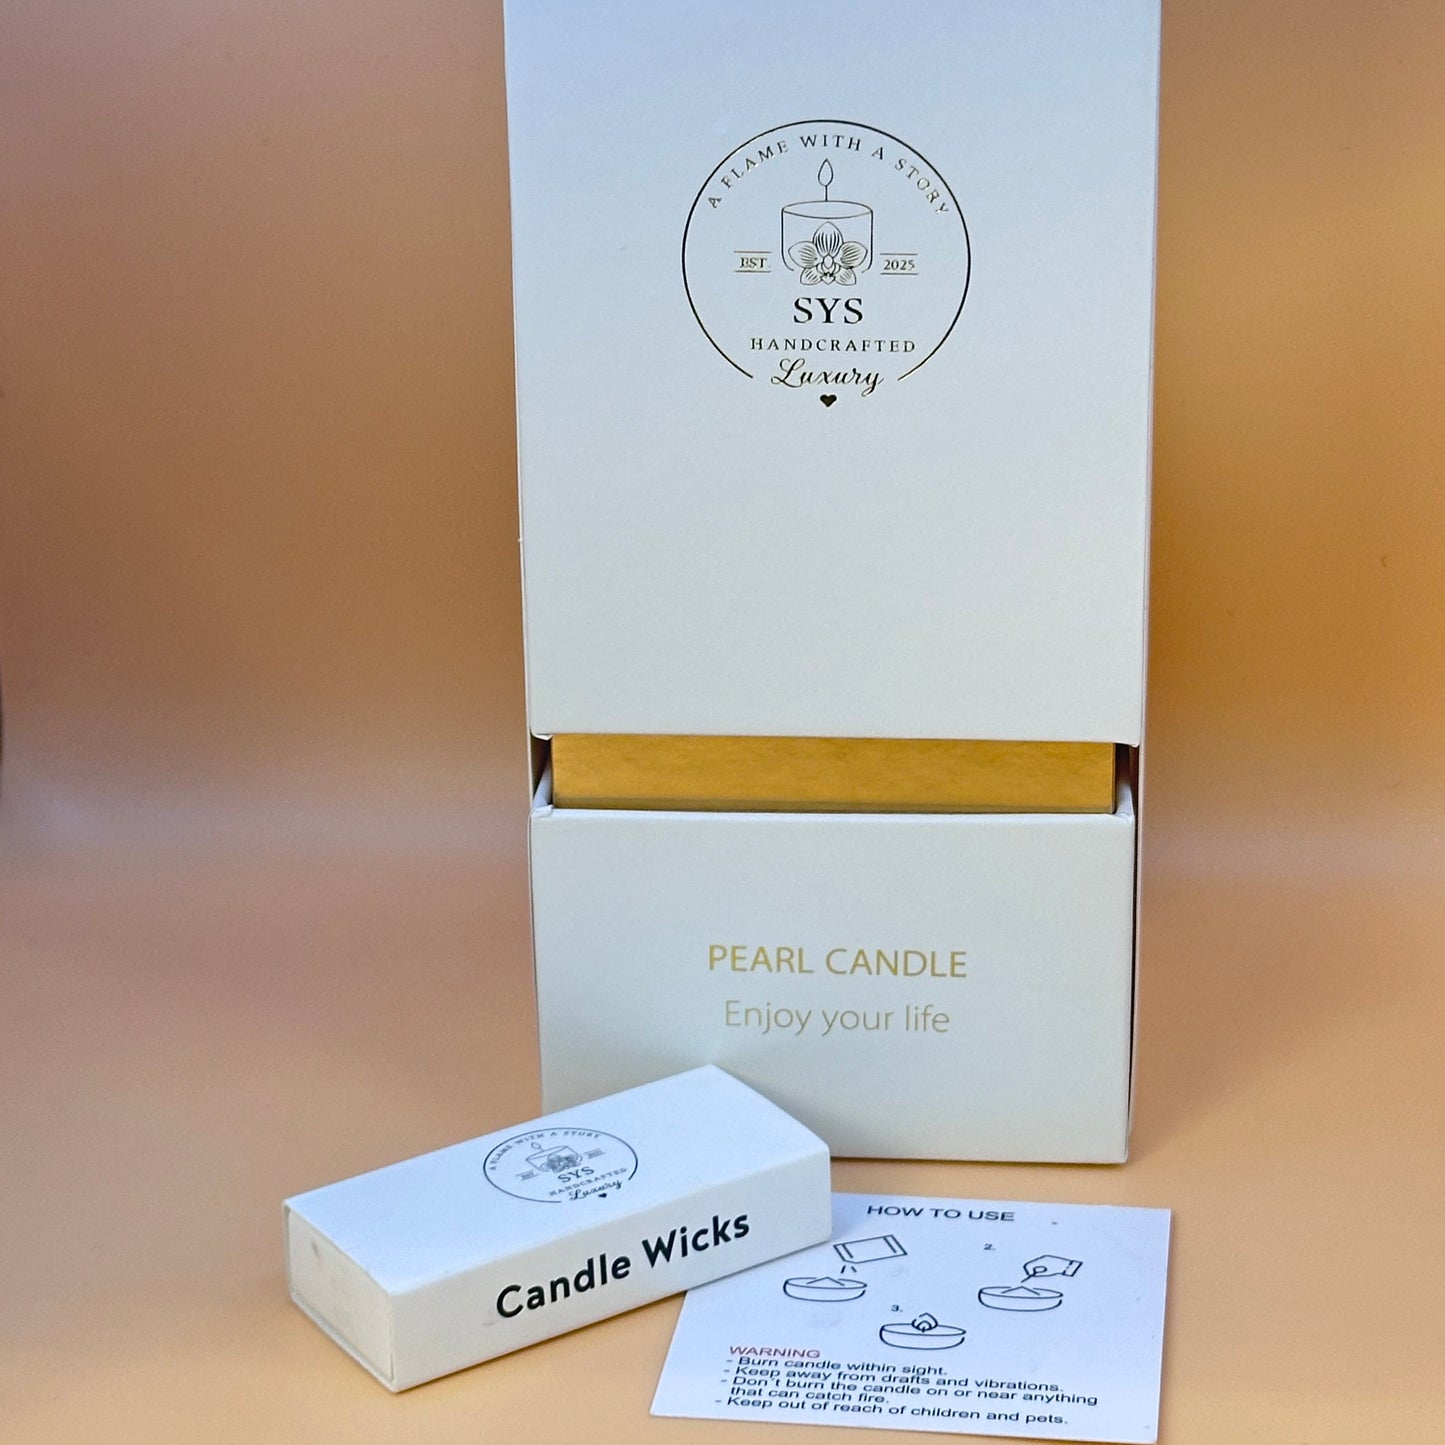 A FLAME WITH A STORY
EST 2025
SYS
HANDCRAFTED
Luxury
PEARL CANDLE
Enjoy your life
A FLAME WITH A STORY
SYS
HANDCRAFTED
Luxury
Candle Wicks
HOW TO USE
2.
3.
WARNING
- Burn candle within sight.
- Keep away from drafts and vibrations.
- Don´t burn the candle on or near anything
that can catch fire.
- Keep out of reach of children and pets.